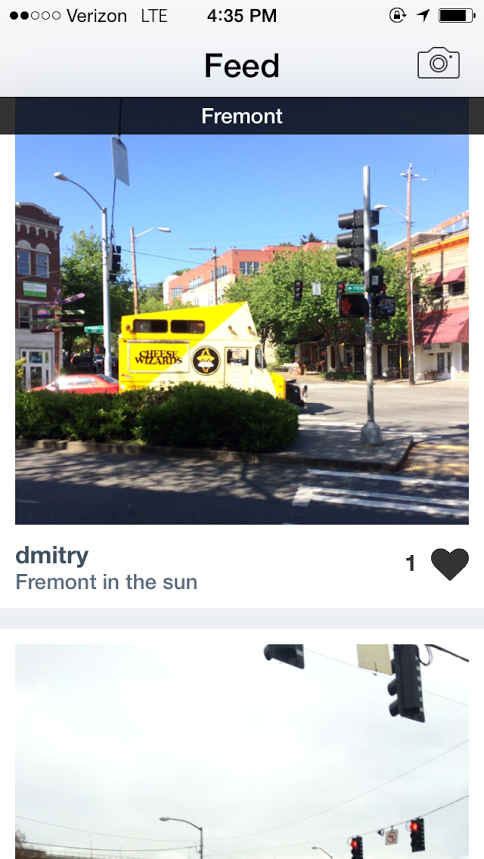 Verizon LTE 4:35 PM
Feed
Fremont
CHEESE
WIZARDS
dmitry
1
Fremont in the sun